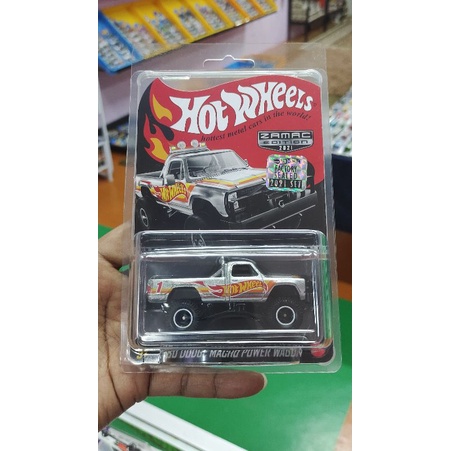 HOT WHEELS
hottest metal cars in the world!
ZAMAC
EDITION
2021
FACTORY
SEALED
2021 SET
HOT WHEELS
1
HOT WHEELS
DODGE MACHO POWER WAGON